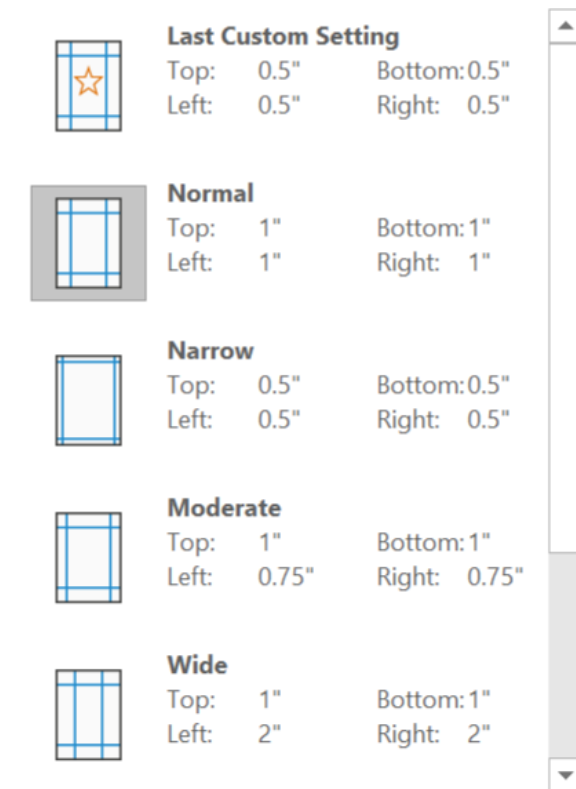 Last Custom Setting
Top: 0.5" Bottom: 0.5"
Left: 0.5" Right: 0.5"
Normal
Top: 1" Bottom: 1"
Left: 1" Right: 1"
Narrow
Top: 0.5" Bottom: 0.5"
Left: 0.5" Right: 0.5"
Moderate
Top: 1" Bottom: 1"
Left: 0.75" Right: 0.75"
Wide
Top: 1" Bottom: 1"
Left: 2" Right: 2"